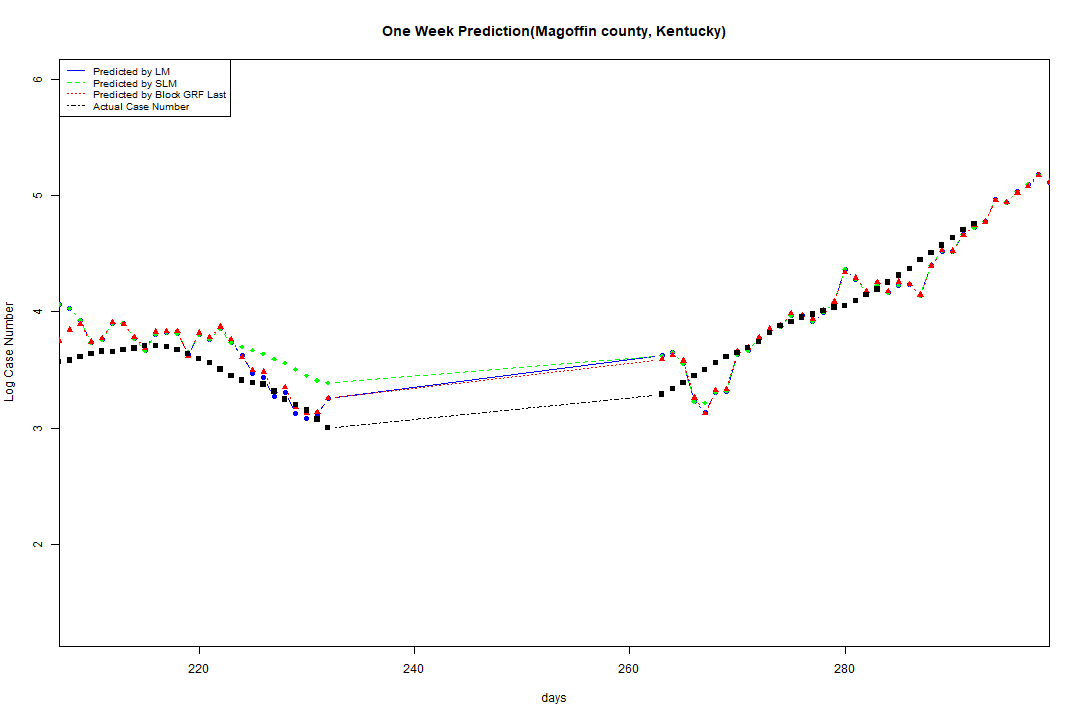 One Week Prediction(Magoffin county, Kentucky)
Predicted by LM
Predicted by SLM
Predicted by Block GRF Last
Actual Case Number
6
5
4
3
2
Log Case Number
220 240 260 280
days